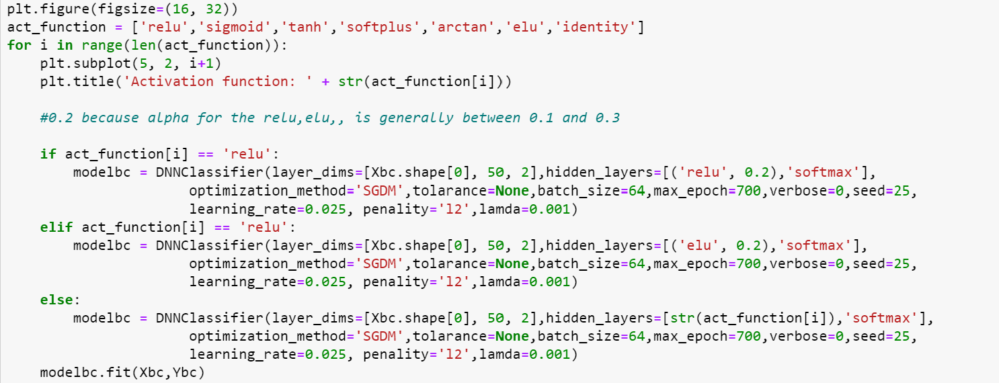 plt.figure(figsize=(16, 32))
act_function = ['relu','sigmoid','tanh','softplus','arctan','elu','identity']
for i in range(len(act_function)):
    plt.subplot(5, 2, i+1)
    plt.title('Activation function: ' + str(act_function[i]))

    #0.2 because alpha for the relu,elu,, is generally between 0.1 and 0.3

    if act_function[i] == 'relu':
        modelbc = DNNClassifier(layer_dims=[Xbc.shape[0], 50, 2],hidden_layers=[('relu', 0.2),'softmax'],
                      optimization_method='SGDM',tolarance=None,batch_size=64,max_epoch=700,verbose=0,seed=25,
                      learning_rate=0.025, penality='l2',lamda=0.001)
    elif act_function[i] == 'relu':
        modelbc = DNNClassifier(layer_dims=[Xbc.shape[0], 50, 2],hidden_layers=[('elu', 0.2),'softmax'],
                      optimization_method='SGDM',tolarance=None,batch_size=64,max_epoch=700,verbose=0,seed=25,
                      learning_rate=0.025, penality='l2',lamda=0.001)
    else:
        modelbc = DNNClassifier(layer_dims=[Xbc.shape[0], 50, 2],hidden_layers=[str(act_function[i]),'softmax'],
                      optimization_method='SGDM',tolarance=None,batch_size=64,max_epoch=700,verbose=0,seed=25,
                      learning_rate=0.025, penality='l2',lamda=0.001)
    modelbc.fit(Xbc,Ybc)